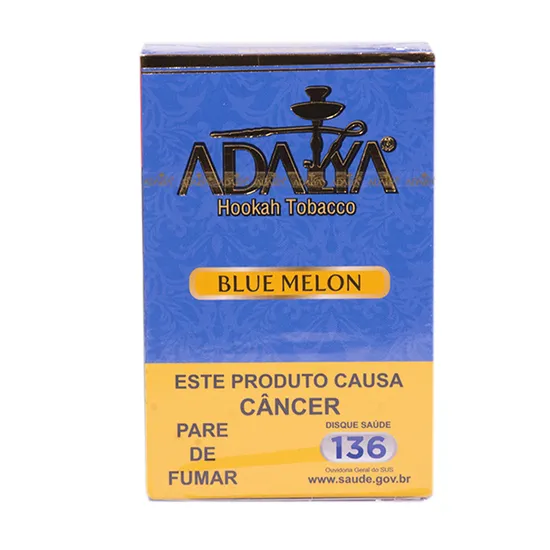 ADALYA®
Hookah Tobacco
BLUE MELON
ESTE PRODUTO CAUSA
CÂNCER
PARE
DE
FUMAR
DISQUE SAÚDE
136
Ouvidoria Geral do SUS
www.saude.gov.br